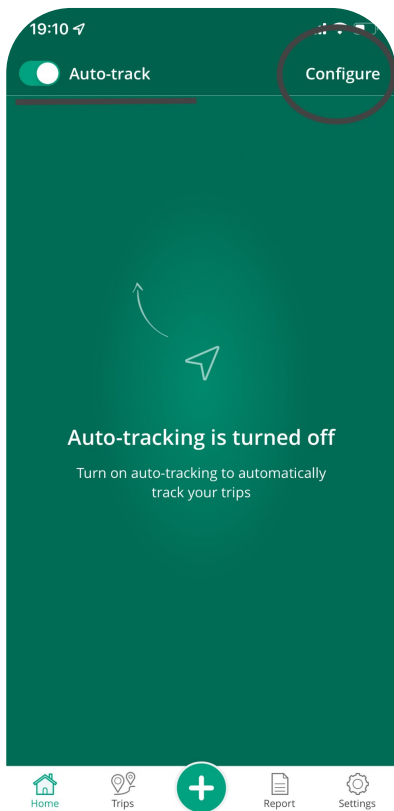 19:10
Auto-track
Configure
Auto-tracking is turned off
Turn on auto-tracking to automatically
track your trips
Home
Trips
Report
Settings